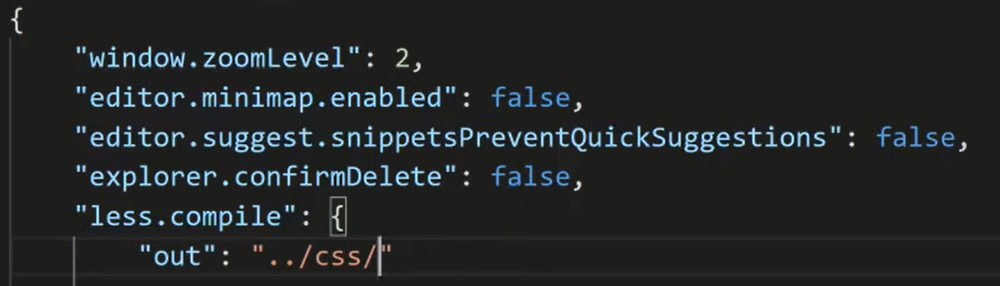 {
"window.zoomLevel": 2,
"editor.minimap.enabled": false,
"editor.suggest.snippetsPreventQuickSuggestions": false,
"explorer.confirmDelete": false,
"less.compile": {
"out": "../css/"